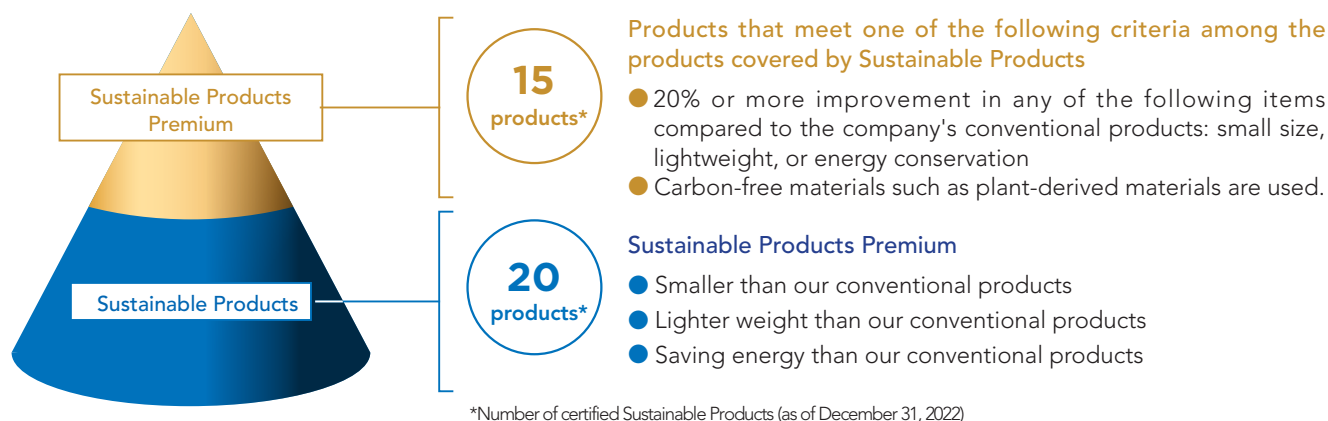 Sustainable Products
Premium
15
products*
Products that meet one of the following criteria among the
products covered by Sustainable Products
● 20% or more improvement in any of the following items
compared to the company's conventional products: small size,
lightweight, or energy conservation
● Carbon-free materials such as plant-derived materials are used.
Sustainable Products
20
products*
Sustainable Products Premium
● Smaller than our conventional products
● Lighter weight than our conventional products
● Saving energy than our conventional products
*Number of certified Sustainable Products (as of December 31, 2022)